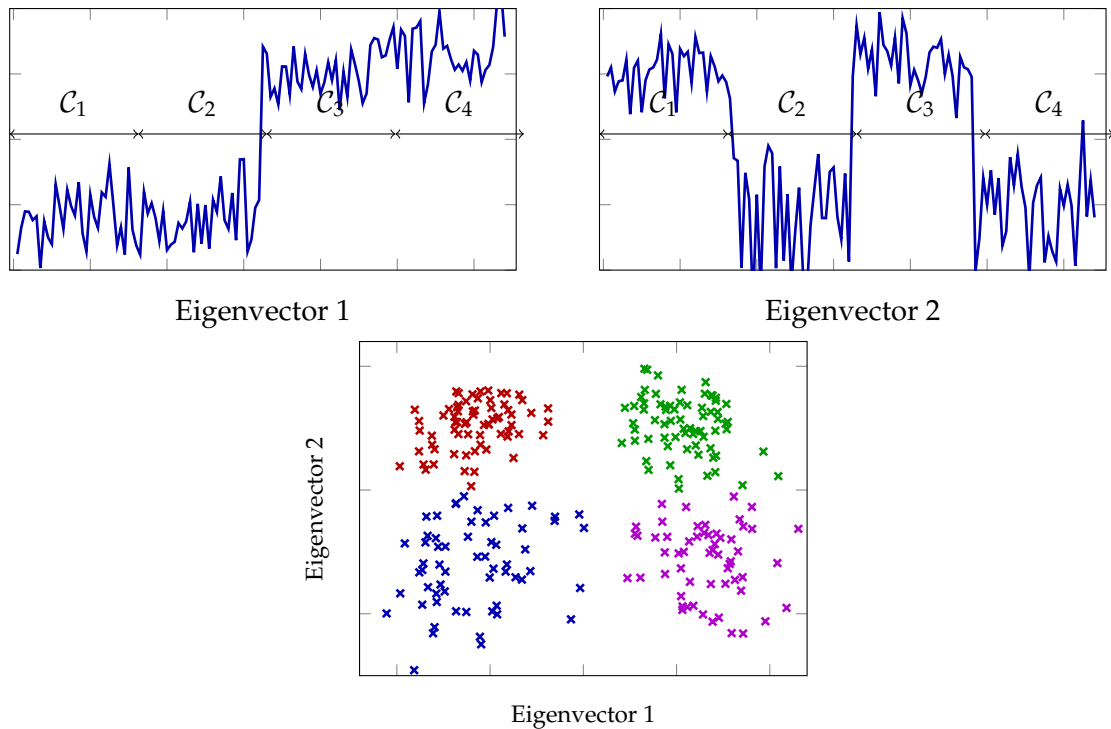 C₁ C₂ C₃ C₄
C₁ C₂ C₃ C₄
Eigenvector 1
Eigenvector 2
Eigenvector 2
Eigenvector 1